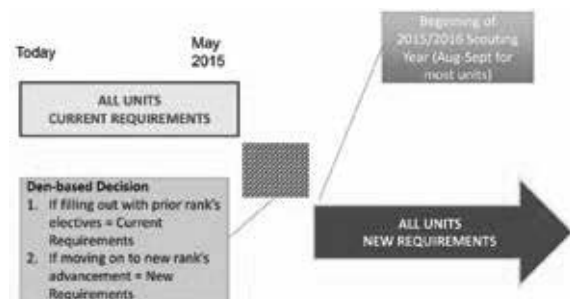 Today
May
2015
Beginning of
2015/2016 Scouting
Year (Aug-Sept for
most units)
ALL UNITS
CURRENT REQUIREMENTS
Den-based Decision
1. If filling out with prior rank's
electives = Current
Requirements
2. If moving on to new rank's
advancement = New
Requirements
ALL UNITS
NEW REQUIREMENTS